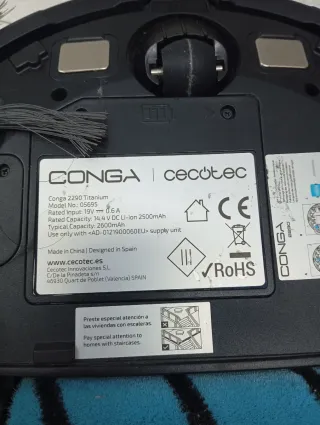 CONGA | cecotec
Conga 2290 Titanium
Model No.: 05695
Rated Input: 19V ⎓ 0.6 A
Rated Capacity: 14.4 V DC Li-ion 2500mAh
Typical Capacity: 2600mAh
Use only with <AD-0121900060EU> supply unit
Made in China | Designed in Spain
www.cecotec.es
Cecotec Innovaciones S.L.
C/De la Pinadeta s/n
46930 Quart de Poblet (Valencia) SPAIN
CE
✓RoHS
CONGA
Preste especial atención a
las viviendas con escaleras.
Pay special attention to
homes with staircases.